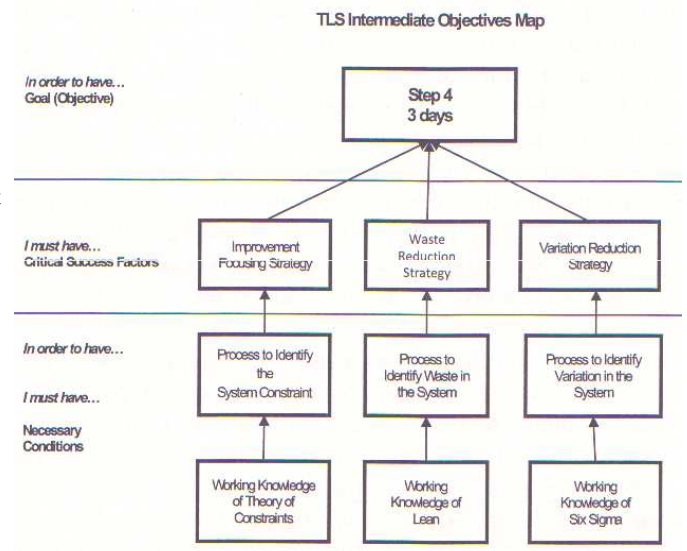 TLS Intermediate Objectives Map
In order to have...
Goal (Objective)
Step 4
3 days
I must have...
Critical Success Factors
Improvement
Focusing Strategy
Waste
Reduction
Strategy
Variation Reduction
Strategy
In order to have...
I must have...
Necessary
Conditions
Process to Identify
the
System Constraint
Process to
Identify Waste in
the System
Process to Identify
Variation in the
System
Working Knowledge
of Theory of
Constraints
Working
Knowledge of
Lean
Working
Knowledge of
Six Sigma